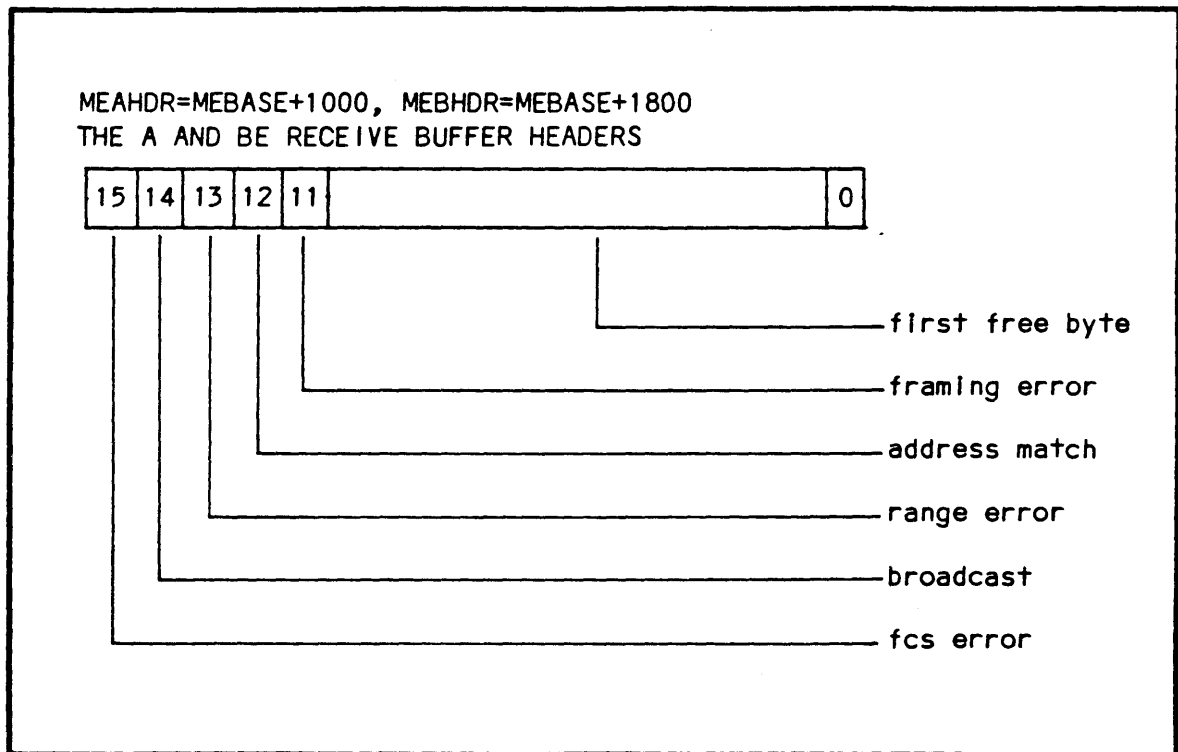 MEAHDR=MEBASE+1000, MEBHDR=MEBASE+1800
THE A AND BE RECEIVE BUFFER HEADERS
15 14 13 12 11 0
first free byte
framing error
address match
range error
broadcast
fcs error